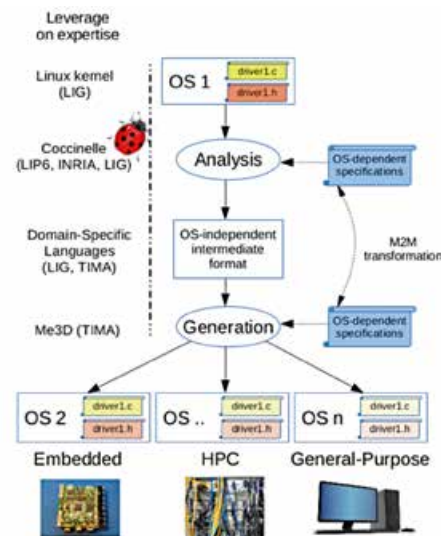 Leverage
on expertise
Linux kernel
(LIG)
OS 1
driver1.c
driver1.h
Coccinelle
(LIP6, INRIA, LIG)
Analysis
OS-dependent
specifications
Domain-Specific
Languages
(LIG, TIMA)
OS-independent
intermediate
format
M2M
transformation
Me3D (TIMA)
Generation
OS-dependent
specifications
OS 2
driver1.c
driver1.h
OS ..
driver1.c
driver1.h
OS n
driver1.c
driver1.h
Embedded
HPC
General-Purpose